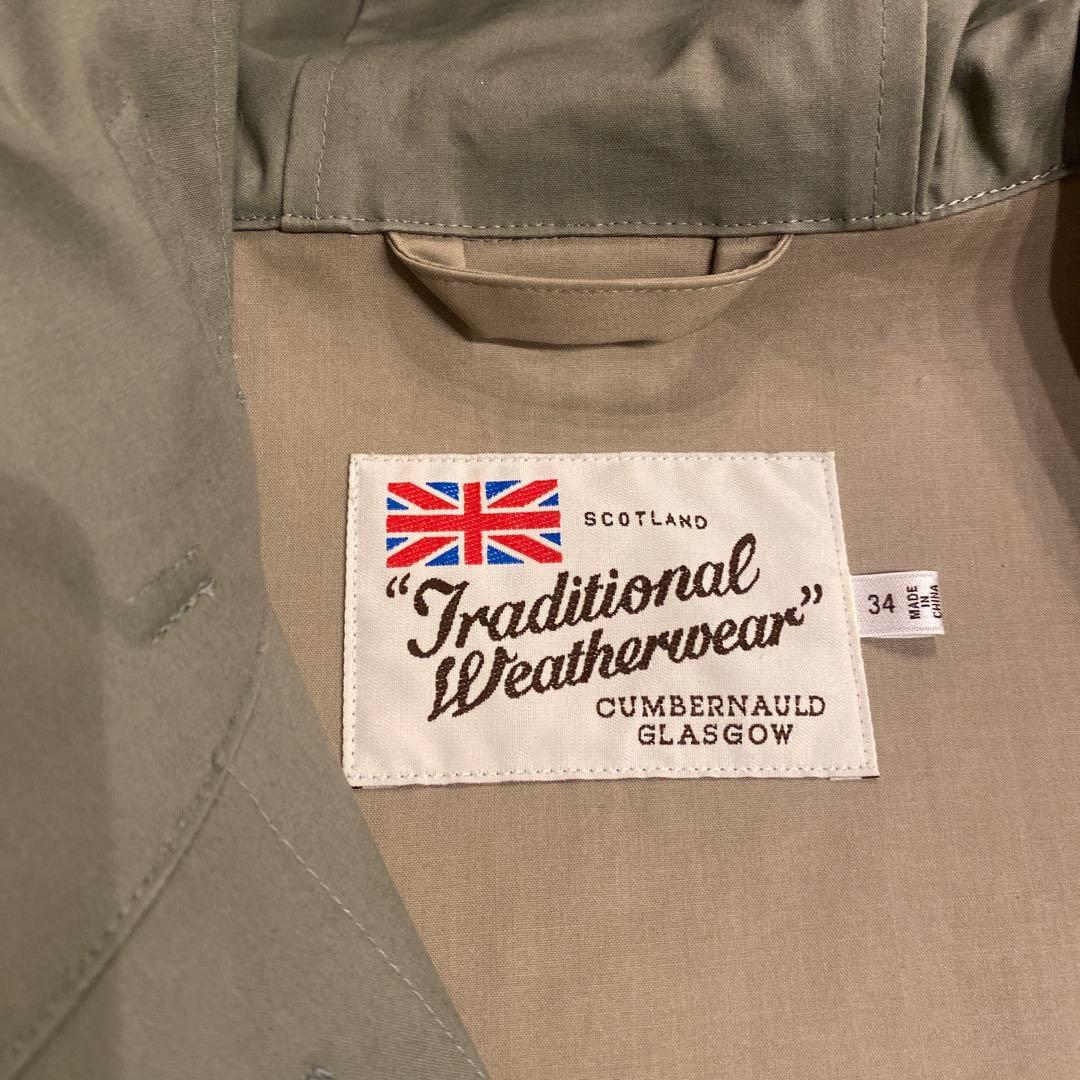 SCOTLAND
"Traditional
Weatherwear"
CUMBERNAULD
GLASGOW
34
MADE
IN
CHINA